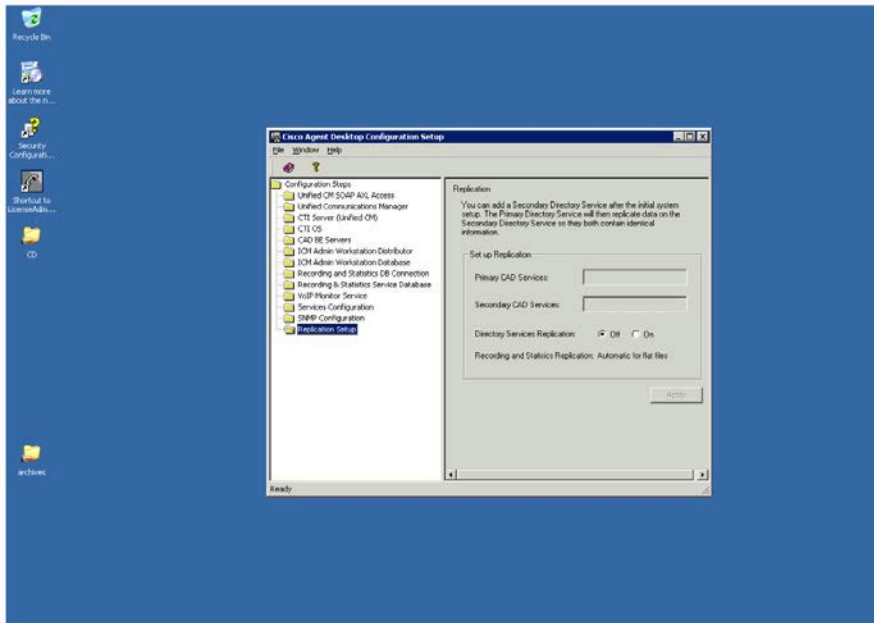 Recycle Bin
Learn more
about the n...
Security
Configurati...
Shortcut to
LicenseAdm...
CD
archives
Cisco Agent Desktop Configuration Setup
File Window Help
Configuration Steps
Unified CM SOAP AXL Access
Unified Communications Manager
CTI Server (Unified CM)
CTI OS
CAD BE Servers
ICM Admin Workstation Distributor
ICM Admin Workstation Database
Recording and Statistics DB Connection
Recording & Statistics Service Database
VoIP Monitor Service
Services Configuration
SNMP Configuration
Replication Setup
Replication
You can add a Secondary Directory Service after the initial system
setup. The Primary Directory Service will then replicate data on the
Secondary Directory Service so they both contain identical
information.
Set up Replication
Primary CAD Services:
Secondary CAD Services:
Directory Services Replication: Off On
Recording and Statistics Replication: Automatic for flat files
Apply
Ready